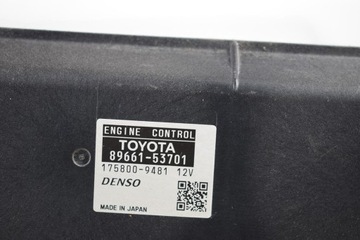 ENGINE CONTROL
TOYOTA
89661-53701
175800-9481 12V
DENSO
MADE IN JAPAN